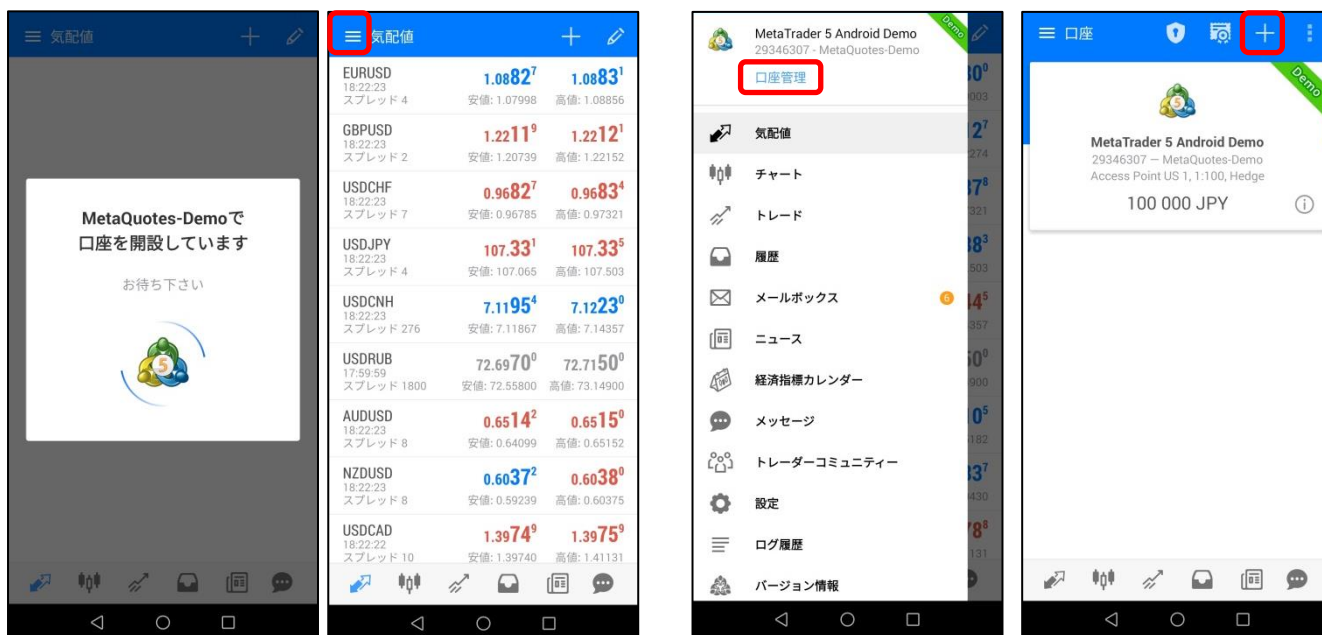 気配値
MetaQuotes-Demoで
口座を開設しています
お待ち下さい
5
気配値
EURUSD
18:22:23
スプレッド 4
1.08827
1.08831
安値: 1.07998
高値: 1.08856
GBPUSD
18:22:23
スプレッド 2
1.22119
1.22121
安値: 1.20739
高値: 1.22152
USDCHF
18:22:23
スプレッド 7
0.96827
0.96834
安値: 0.96785
高値: 0.97321
USDJPY
18:22:23
スプレッド 4
107.331
107.335
安値: 107.065
高値: 107.503
USDCNH
18:22:23
スプレッド 276
7.11954
7.12230
安値: 7.11867
高値: 7.14357
USDRUB
17:59:59
スプレッド 1800
72.69700
72.71500
安値: 72.55800
高値: 73.14900
AUDUSD
18:22:23
スプレッド 8
0.65142
0.65150
安値: 0.64099
高値: 0.65152
NZDUSD
18:22:23
スプレッド 8
0.60372
0.60380
安値: 0.59239
高値: 0.60375
USDCAD
18:22:22
スプレッド 10
1.39749
1.39759
安値: 1.39740
高値: 1.41131
MetaTrader 5 Android Demo
29346307 - MetaQuotes-Demo
口座管理
Demo
気配値
チャート
トレード
履歴
メールボックス
6
ニュース
経済指標カレンダー
メッセージ
トレーダーコミュニティー
設定
ログ履歴
バージョン情報
口座
Demo
5
MetaTrader 5 Android Demo
29346307 — MetaQuotes-Demo
Access Point US 1, 1:100, Hedge
100 000 JPY